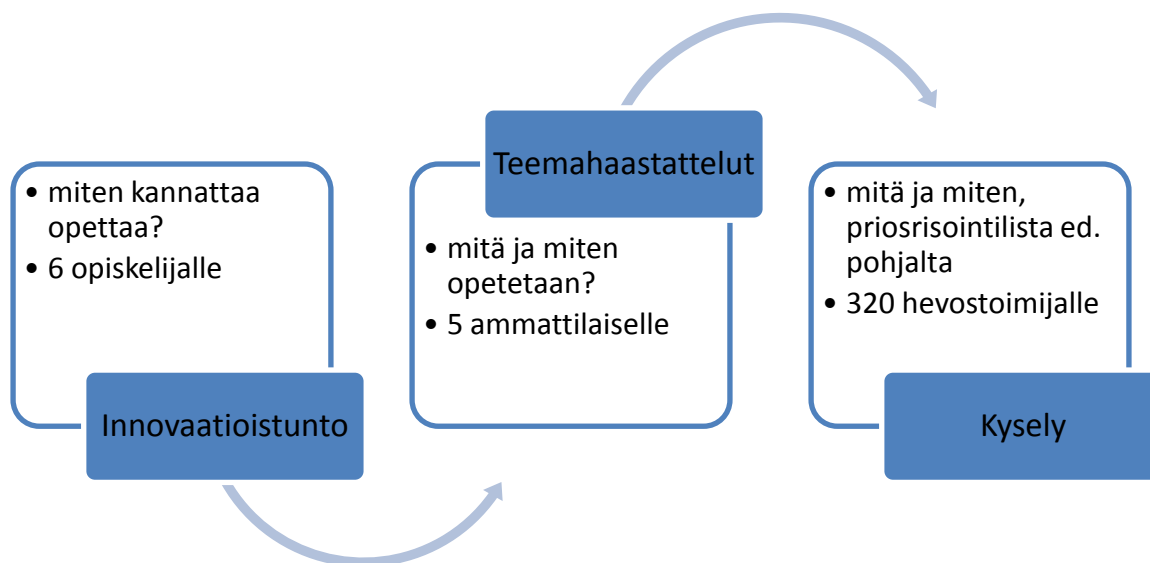 • miten kannattaa
opettaa?
• 6 opiskelijalle
Innovaatioistunto
Teemahaastattelut
• mitä ja miten
opetetaan?
• 5 ammattilaiselle
• mitä ja miten,
priosrisointilista ed.
pohjalta
• 320 hevostoimijalle
Kysely